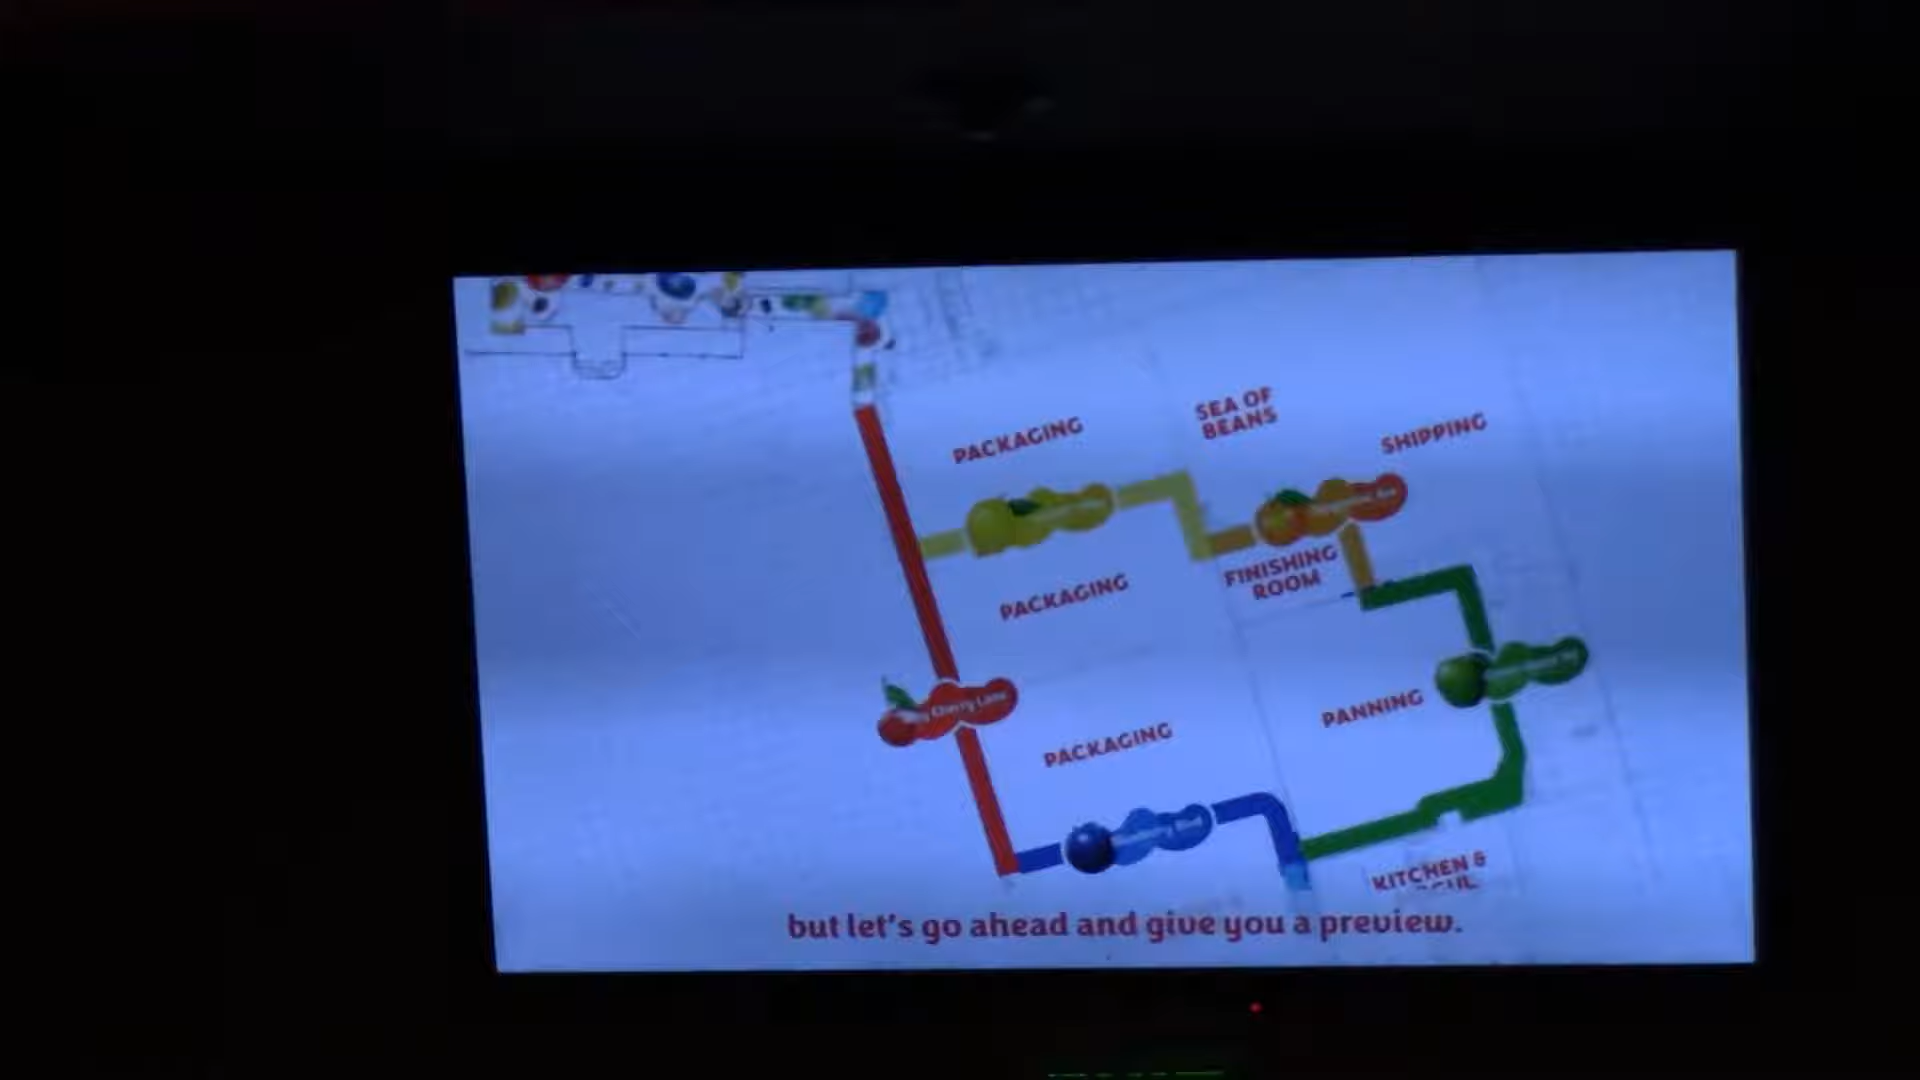 SEA OF
BEANS
PACKAGING
SHIPPING
FINISHING
ROOM
PACKAGING
Cherry Lane
PANNING
PACKAGING
KITCHEN &
but let's go ahead and give you a preview.